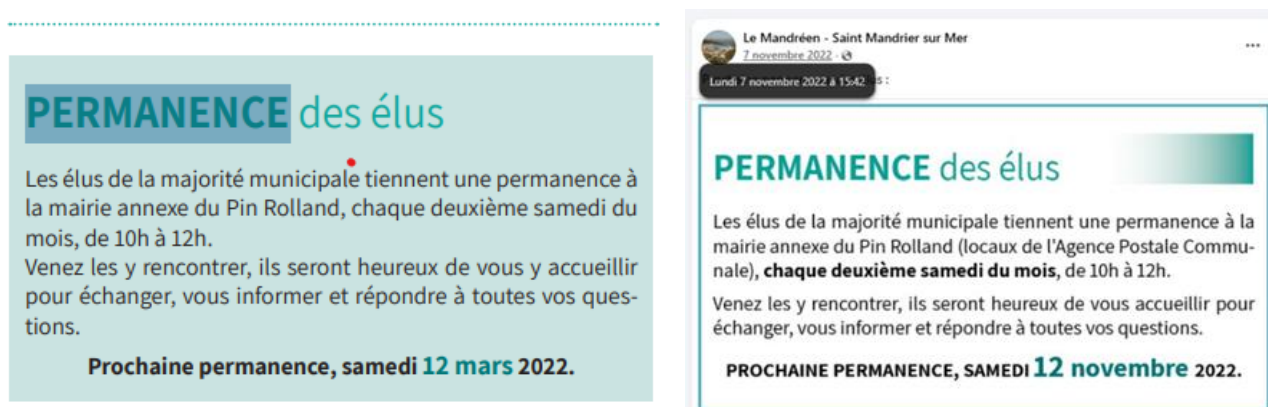 PERMANENCE des élus
Les élus de la majorité municipale tiennent une permanence à
la mairie annexe du Pin Rolland, chaque deuxième samedi du
mois, de 10h à 12h.
Venez les y rencontrer, ils seront heureux de vous y accueillir
pour échanger, vous informer et répondre à toutes vos ques-
tions.
Prochaine permanence, samedi 12 mars 2022.
Le Mandréen - Saint Mandrier sur Mer
7 novembre 2022
Lundi 7 novembre 2022 à 15:42
PERMANENCE des élus
Les élus de la majorité municipale tiennent une permanence à la
mairie annexe du Pin Rolland (locaux de l'Agence Postale Commu-
nale), chaque deuxième samedi du mois, de 10h à 12h.
Venez les y rencontrer, ils seront heureux de vous accueillir pour
échanger, vous informer et répondre à toutes vos questions.
PROCHAINE PERMANENCE, SAMEDI 12 novembre 2022.